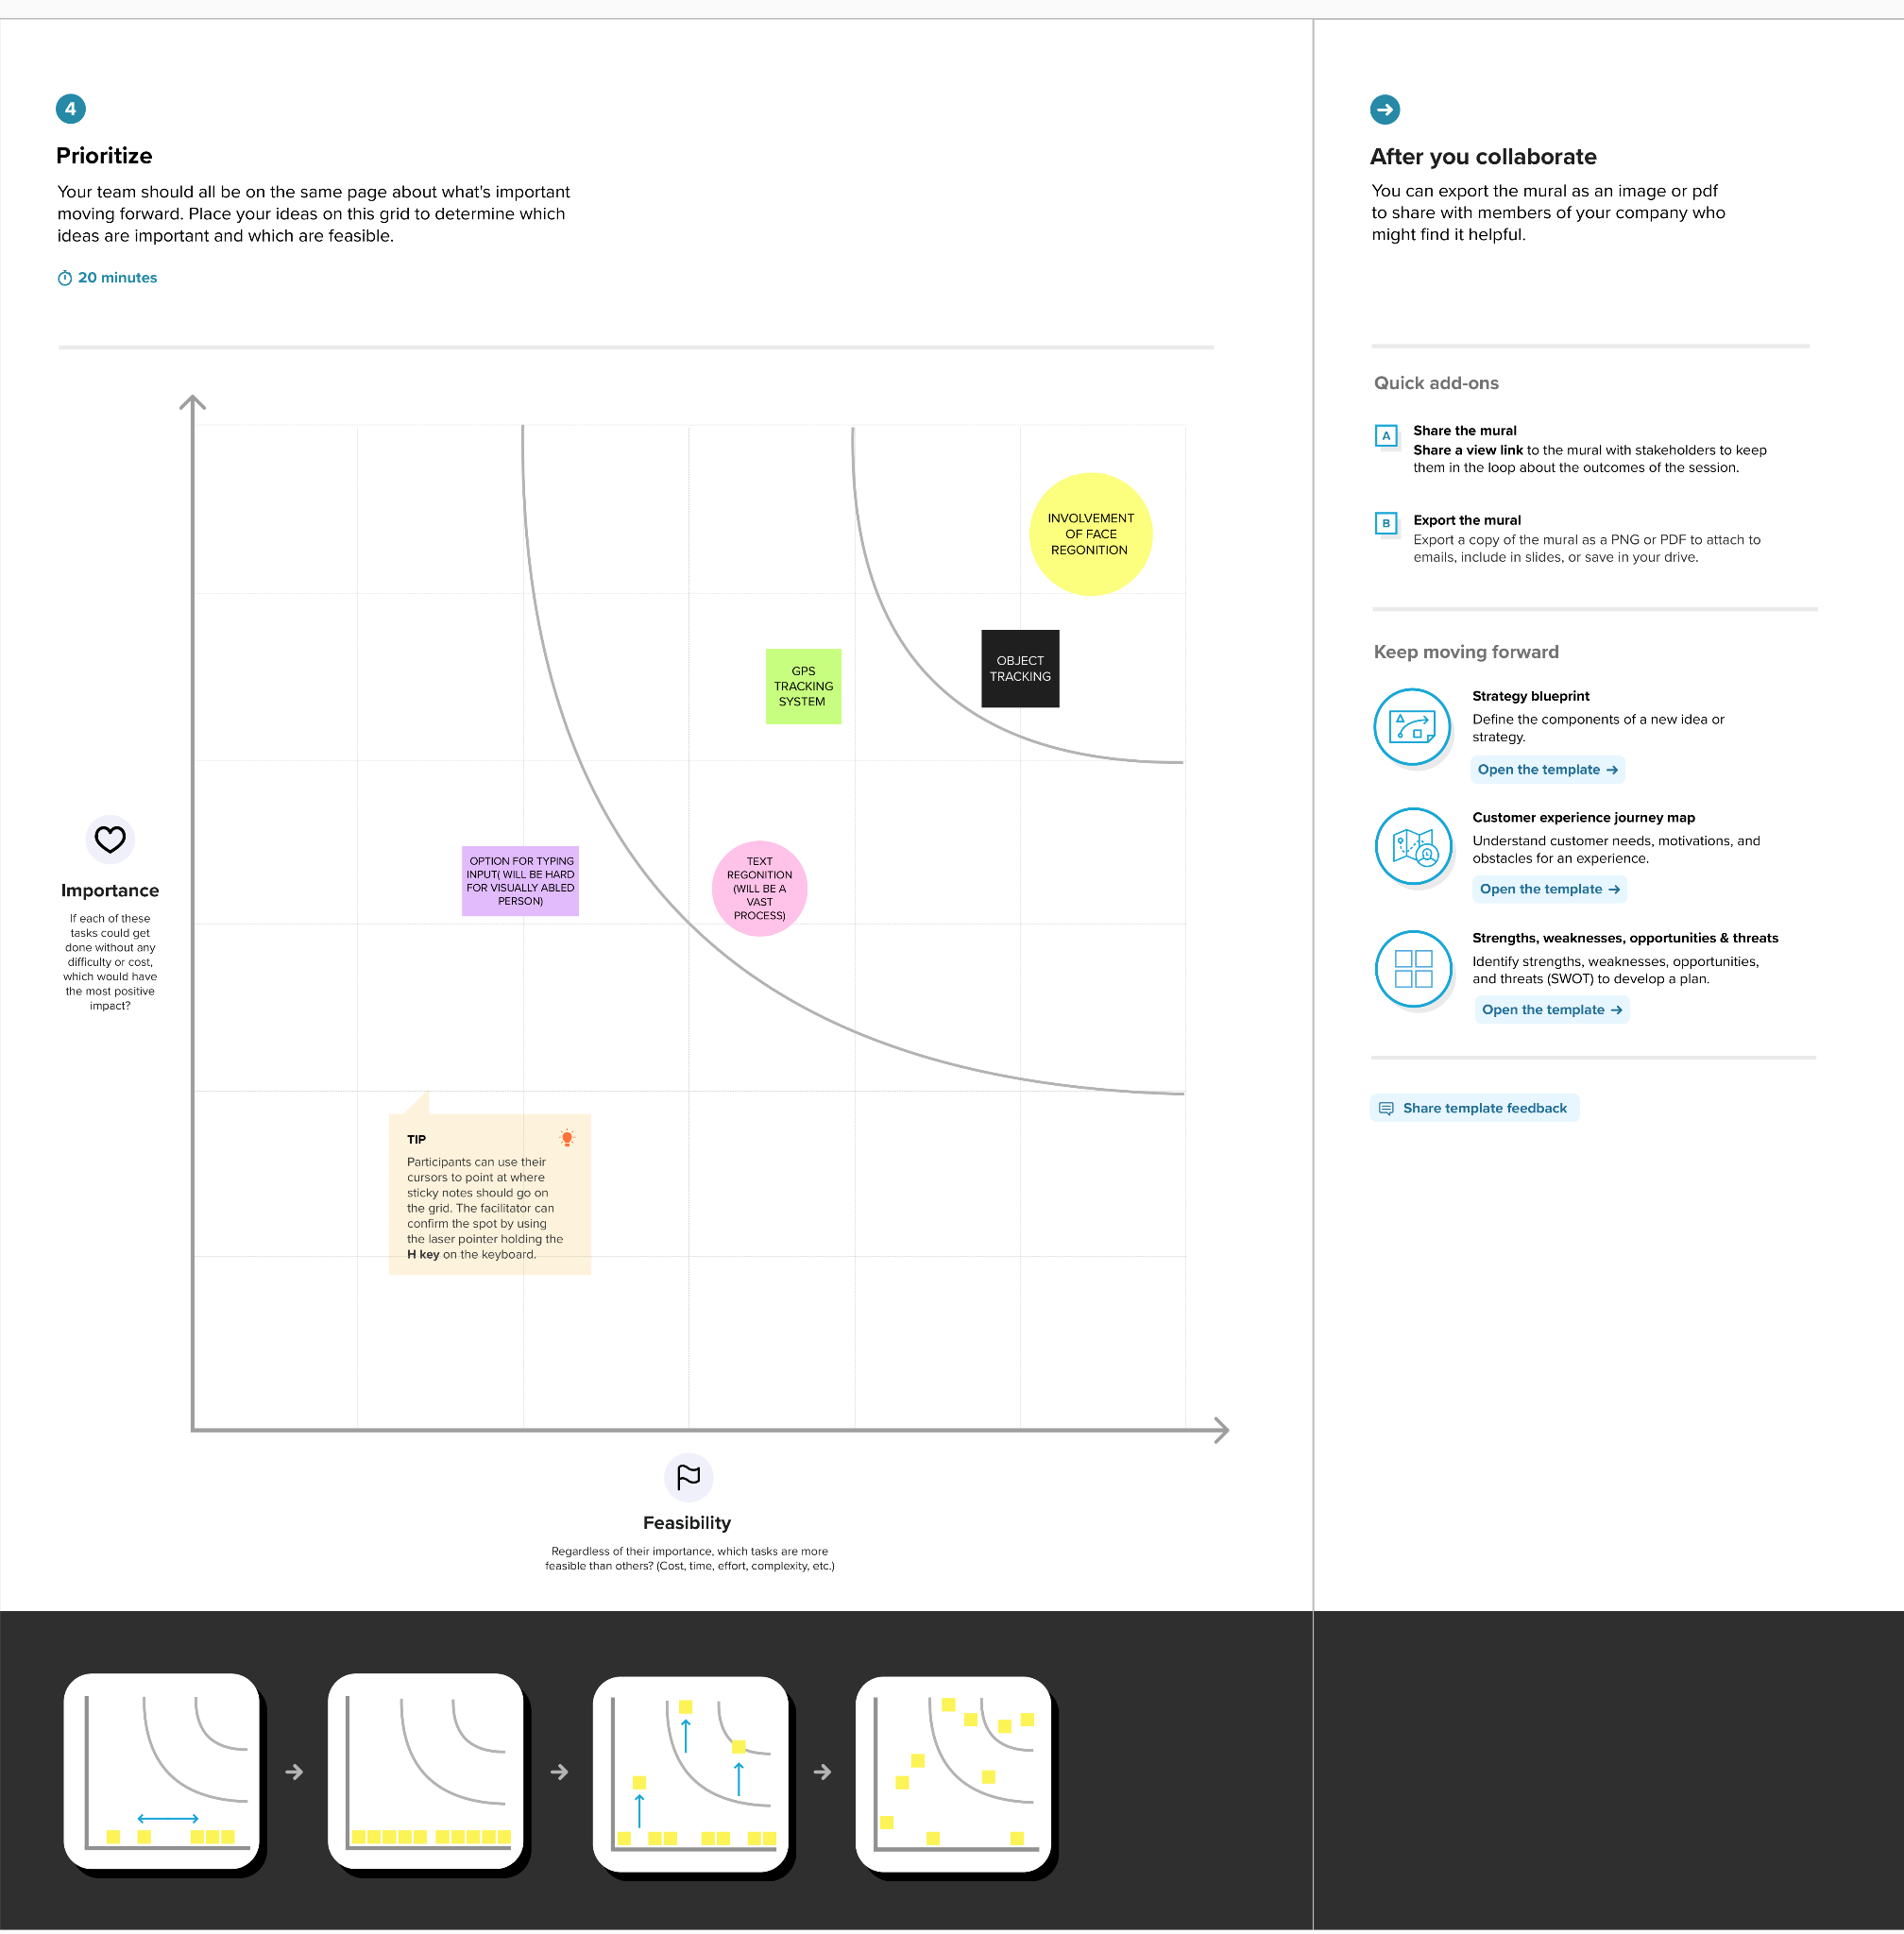 4
Prioritize
Your team should all be on the same page about what's important
moving forward. Place your ideas on this grid to determine which
ideas are important and which are feasible.
20 minutes
INVOLVEMENT
OF FACE
REGONITION
OBJECT
TRACKING
GPS
TRACKING
SYSTEM
OPTION FOR TYPING
INPUT( WILL BE HARD
FOR VISUALLY ABLED
PERSON)
TEXT
REGONITION
(WILL BE A
VAST
PROCESS)
Importance
If each of these
tasks could get
done without any
difficulty or cost,
which would have
the most positive
impact?
TIP
Participants can use their
cursors to point at where
sticky notes should go on
the grid. The facilitator can
confirm the spot by using
the laser pointer holding the
H key on the keyboard.
Feasibility
Regardless of their importance, which tasks are more
feasible than others? (Cost, time, effort, complexity, etc.)
After you collaborate
You can export the mural as an image or pdf
to share with members of your company who
might find it helpful.
Quick add-ons
A
Share the mural
Share a view link to the mural with stakeholders to keep
them in the loop about the outcomes of the session.
B
Export the mural
Export a copy of the mural as a PNG or PDF to attach to
emails, include in slides, or save in your drive.
Keep moving forward
Strategy blueprint
Define the components of a new idea or
strategy.
Open the template
Customer experience journey map
Understand customer needs, motivations, and
obstacles for an experience.
Open the template
Strengths, weaknesses, opportunities & threats
Identify strengths, weaknesses, opportunities,
and threats (SWOT) to develop a plan.
Open the template
Share template feedback